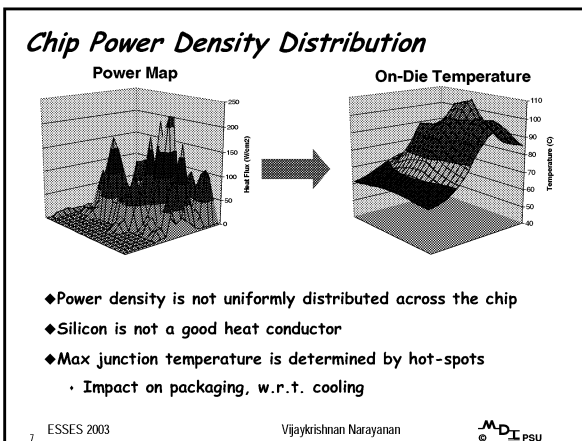 Chip Power Density Distribution
Power Map
On-Die Temperature
250
200
150
100
50
0
Heat Flux (W/cm2)
110
100
90
80
70
60
50
40
Temperature (C)
◆Power density is not uniformly distributed across the chip
◆Silicon is not a good heat conductor
◆Max junction temperature is determined by hot-spots
• Impact on packaging, w.r.t. cooling
7 ESSES 2003 Vijaykrishnan Narayanan © MDI PSU